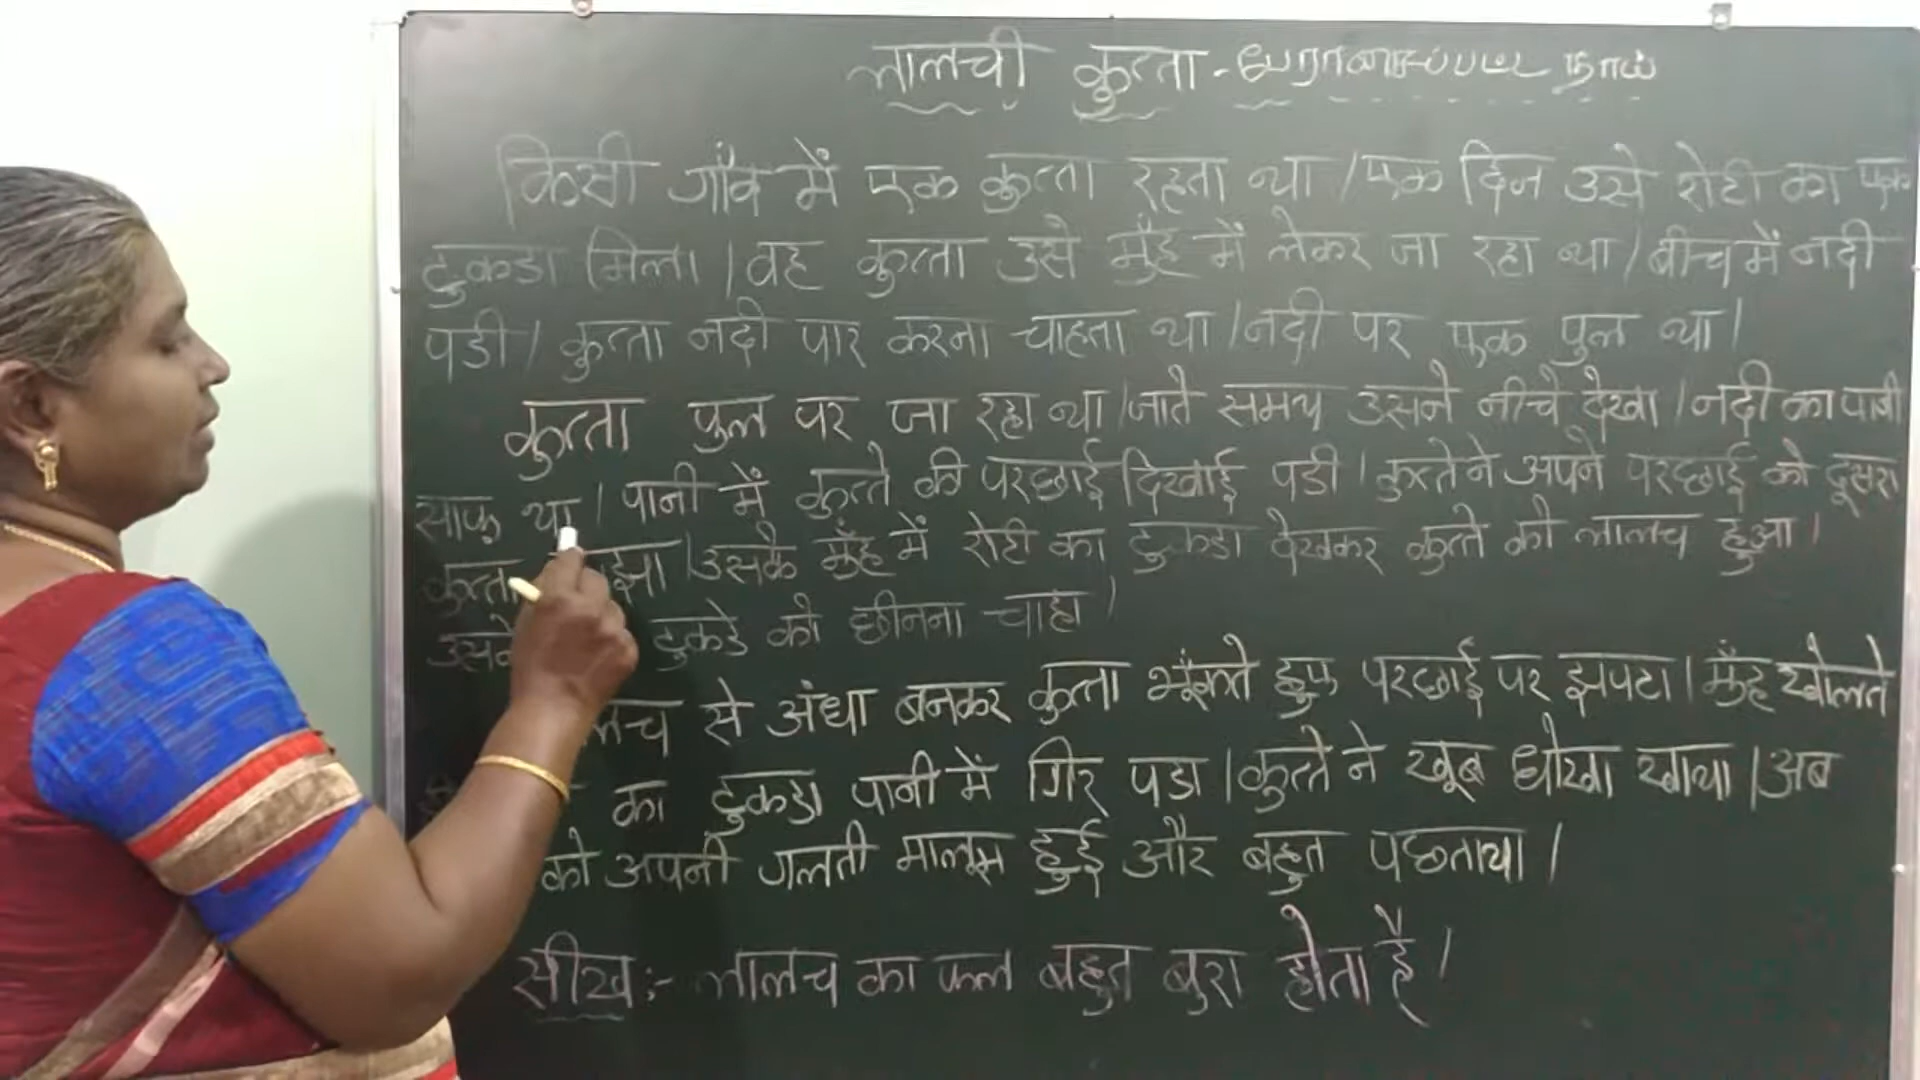 लालची कुत्ता - பேராசைப்பட்ட நாய்
किसी गाँव में एक कुत्ता रहता था। एक दिन उसे रोटी का एक
टुकडा मिला। वह कुत्ता उसे मुँह में लेकर जा रहा था। बीच में नदी
पडी। कुत्ता नदी पार करना चाहता था। नदी पर एक पुल था।
कुत्ता पुल पर जा रहा था। जाते समय उसने नीचे देखा। नदी का पानी
साफ़ था। पानी में कुत्ते की परछाई दिखाई पडी। कुत्ते ने अपने परछाई को दूसरा
कुत्ता। उसके मुँह में रोटी का टुकडा देखकर कुत्ते को लालच हुआ।
टुकडे को छीनना चाहा।
से अंधा बनकर कुत्ता भूँकते हुए परछाई पर झपटा। मुँह खोलते
का टुकडा पानी में गिर पडा। कुत्ते ने खूब धोखा खाया। अब
को अपनी गलती मालूम हुई और बहुत पछताया।
सीख:- लालच का फल बहुत बुरा होता है।